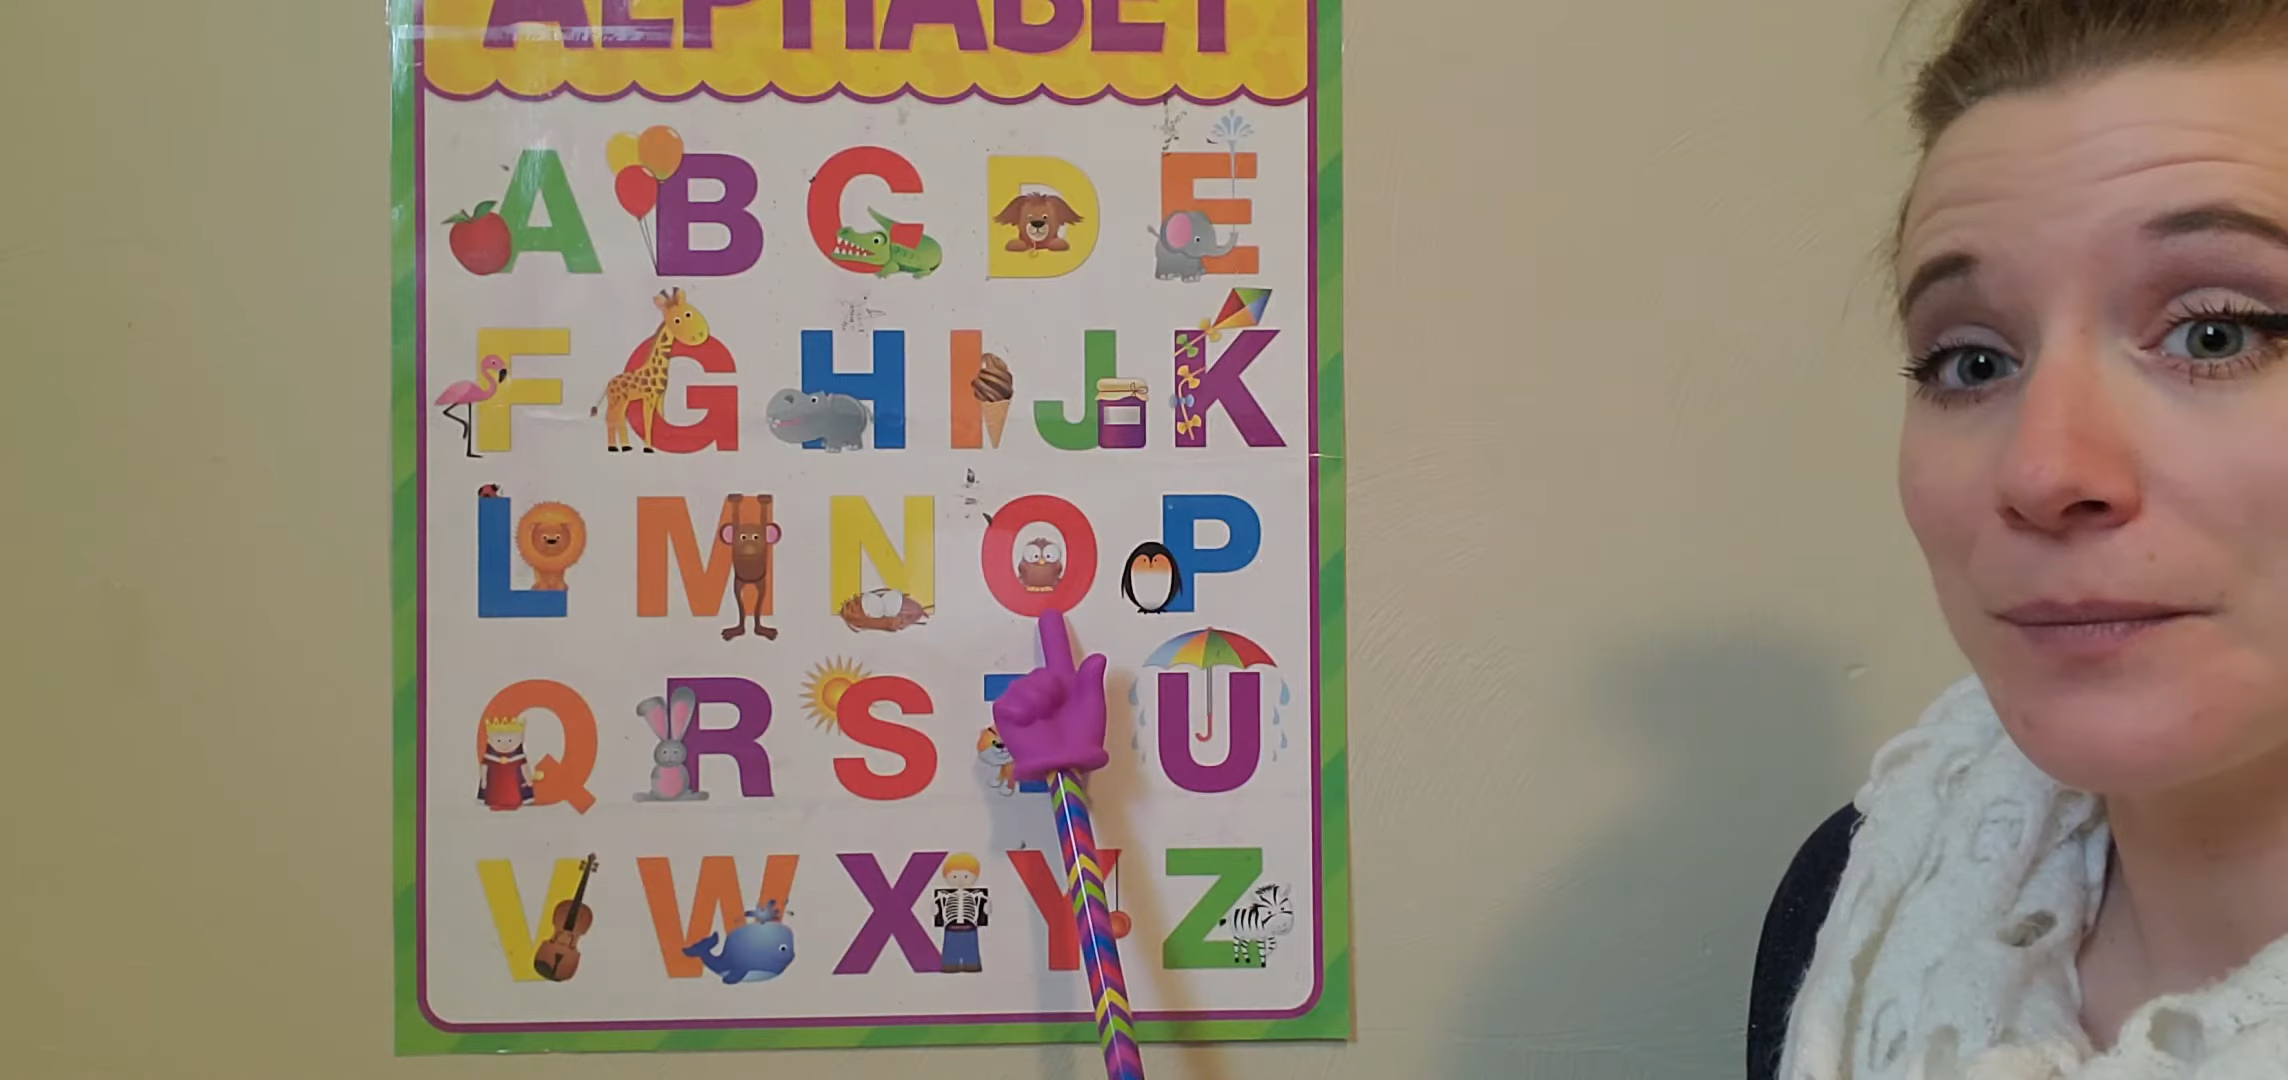 ALPHABET
A B C D E
F G H I J K
L M N O P
Q R S T U
V W X Y Z